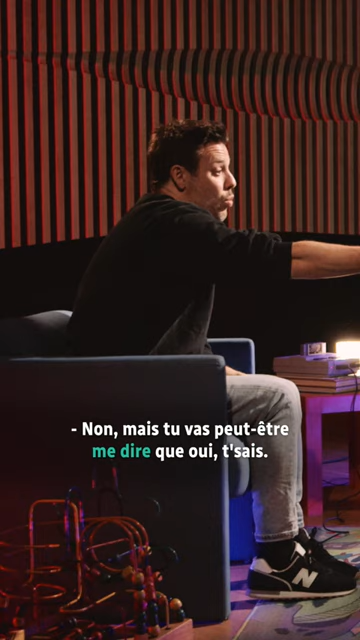 - Non, mais tu vas peut-être
me dire que oui, t'sais.
N